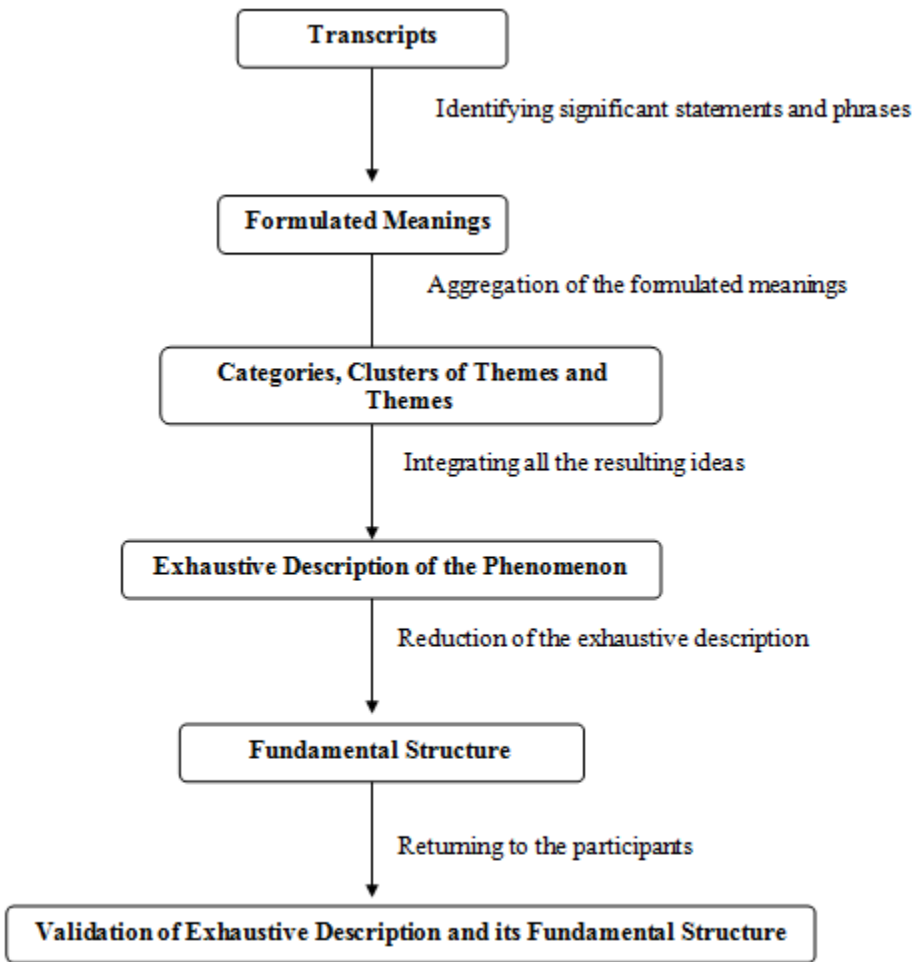 Transcripts
Identifying significant statements and phrases
Formulated Meanings
Aggregation of the formulated meanings
Categories, Clusters of Themes and
Themes
Integrating all the resulting ideas
Exhaustive Description of the Phenomenon
Reduction of the exhaustive description
Fundamental Structure
Returning to the participants
Validation of Exhaustive Description and its Fundamental Structure